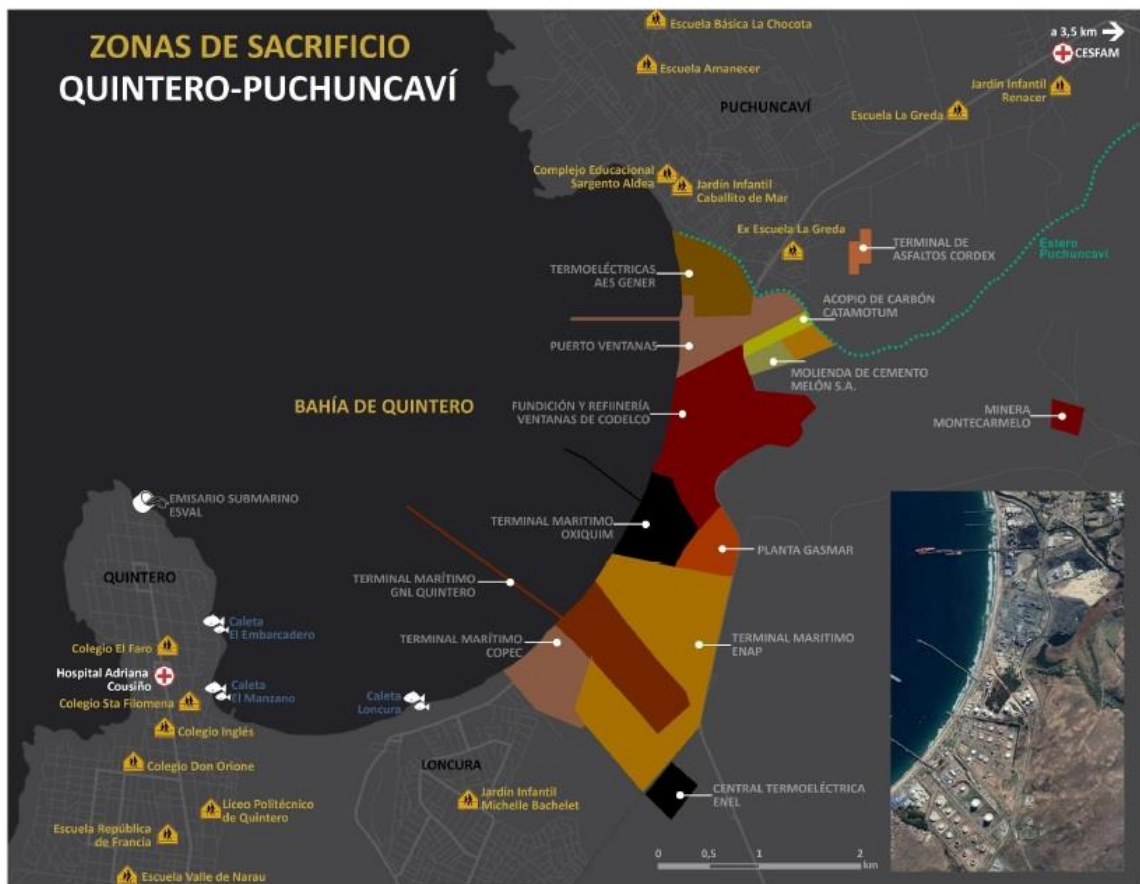 ZONAS DE SACRIFICIO
QUINTERO-PUCHUNCAVÍ
Escuela Básica La Chocota
a 3,5 km
CESFAM
Escuela Amanecer
Jardín Infantil
Renacer
PUCHUNCAVÍ
Escuela La Greda
Complejo Educacional
Sargento Aldea
Jardín Infantil
Caballito de Mar
Ex Escuela La Greda
TERMINAL DE
ASFALTOS CORDEX
Estero
Puchuncaví
TERMOELÉCTRICAS
AES GENER
ACOPIO DE CARBÓN
CATAMOTUM
PUERTO VENTANAS
MOLIENDA DE CEMENTO
MELÓN S.A.
BAHÍA DE QUINTERO
FUNDICIÓN Y REFIINERÍA
VENTANAS DE CODELCO
MINERA
MONTECARMELO
EMISARIO SUBMARINO
ESVAL
TERMINAL MARITIMO
OXIQUIM
PLANTA GASMAR
QUINTERO
TERMINAL MARÍTIMO
GNL QUINTERO
Caleta
El Embarcadero
Colegio El Faro
TERMINAL MARÍTIMO
COPEC
TERMINAL MARITIMO
ENAP
Hospital Adriana
Cousiño
Caleta
El Manzano
Caleta
Loncura
Colegio Sta Filomena
Colegio Inglés
Colegio Don Orione
LONCURA
Jardín Infantil
Michelle Bachelet
CENTRAL TERMOELÉCTRICA
ENEL
Liceo Politécnico
de Quintero
Escuela República
de Francia
Escuela Valle de Narau
0 0,5 1 2
km